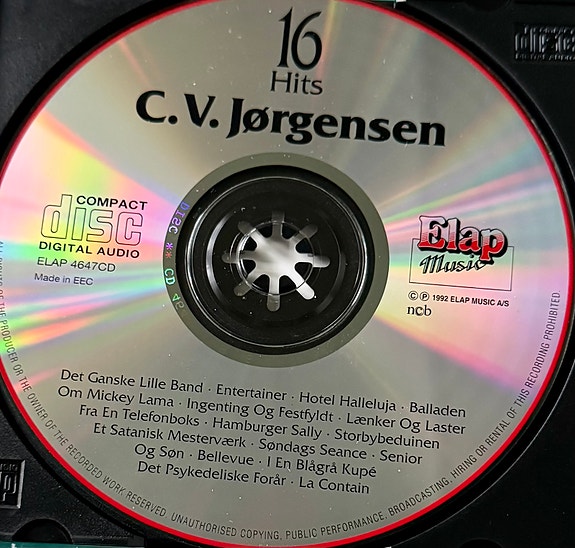 16
Hits
C.V. Jørgensen
COMPACT
disc
DIGITAL AUDIO
ELAP 4647CD
Made in EEC
Elap
Music
© ℗ 1992 ELAP MUSIC A/S
ncb
Det Ganske Lille Band · Entertainer · Hotel Halleluja · Balladen
Om Mickey Lama · Ingenting Og Festfyldt · Lænker Og Laster
Fra En Telefonboks · Hamburger Sally · Storbybeduinen
Et Satanisk Mesterværk · Søndags Seance · Senior
Og Søn · Bellevue · I En Blågrå Kupé
Det Psykedeliske Forår · La Contain
OF THE PRODUCER OR THE OWNER OF THE RECORDED WORK RESERVED. UNAUTHORISED COPYING, PUBLIC PERFORMANCE, BROADCASTING, HIRING OR RENTAL OF THIS RECORDING PROHIBITED.